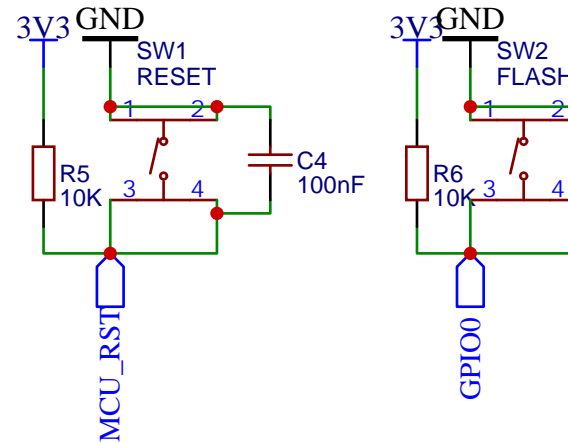 3V3
GND
SW1
RESET
1
2
R5
10K
3
4
C4
100nF
MCU_RST
3V3
GND
SW2
FLASH
1
2
R6
10K
3
4
GPIO0